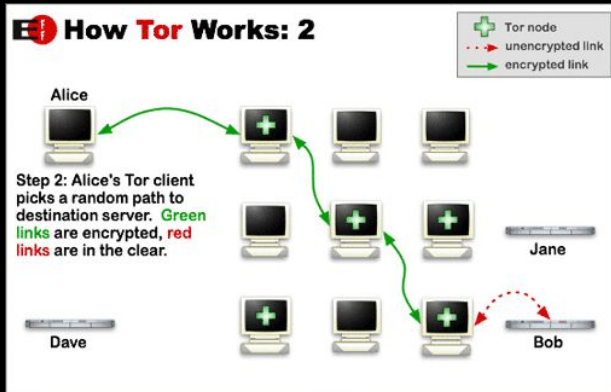 EFF How Tor Works: 2
Tor node
unencrypted link
encrypted link
Alice
Step 2: Alice's Tor client
picks a random path to
destination server. Green
links are encrypted, red
links are in the clear.
Jane
Dave
Bob